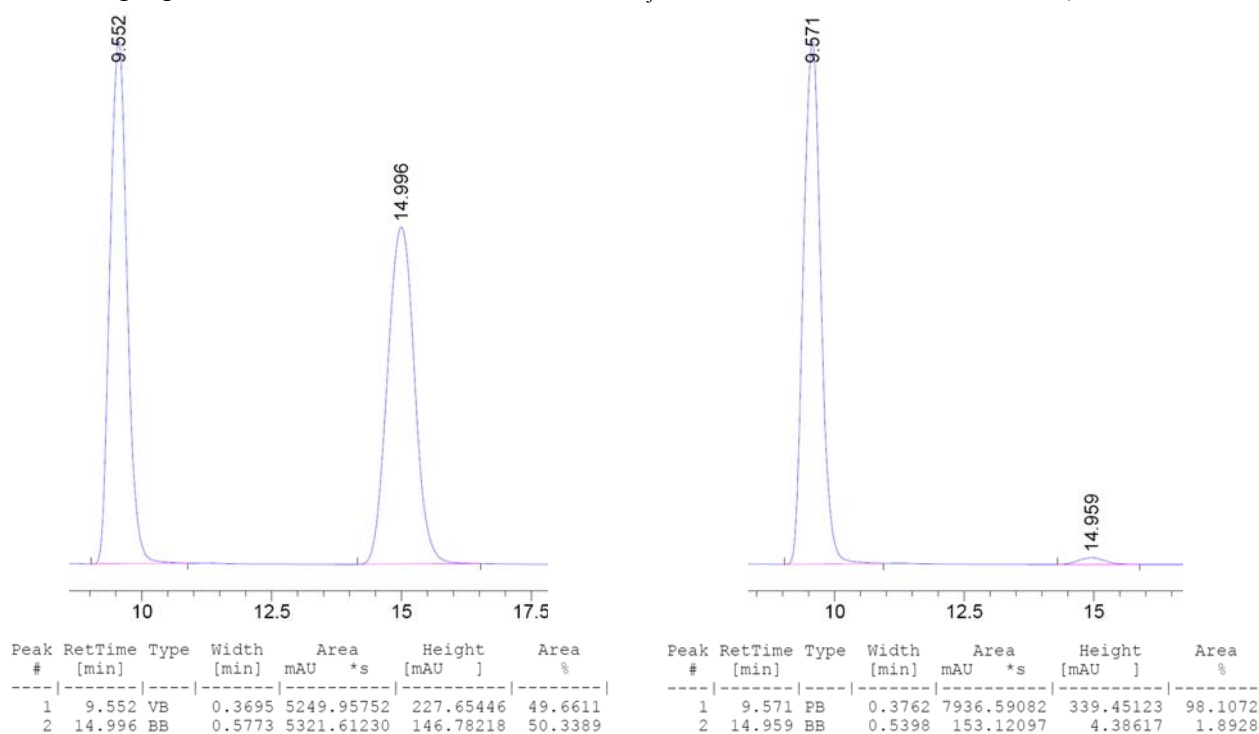 9.552
14.996
10 12.5 15 17.5
Peak RetTime Type Width Area Height Area
# [min] [min] mAU *s [mAU ] %
----|-------|----|-------|----------|----------|--------|
1 9.552 VB 0.3695 5249.95752 227.65446 49.6611
2 14.996 BB 0.5773 5321.61230 146.78218 50.3389
9.571
14.959
10 12.5 15
Peak RetTime Type Width Area Height Area
# [min] [min] mAU *s [mAU ] %
----|-------|----|-------|----------|----------|--------
1 9.571 PB 0.3762 7936.59082 339.45123 98.1072
2 14.959 BB 0.5398 153.12097 4.38617 1.8928